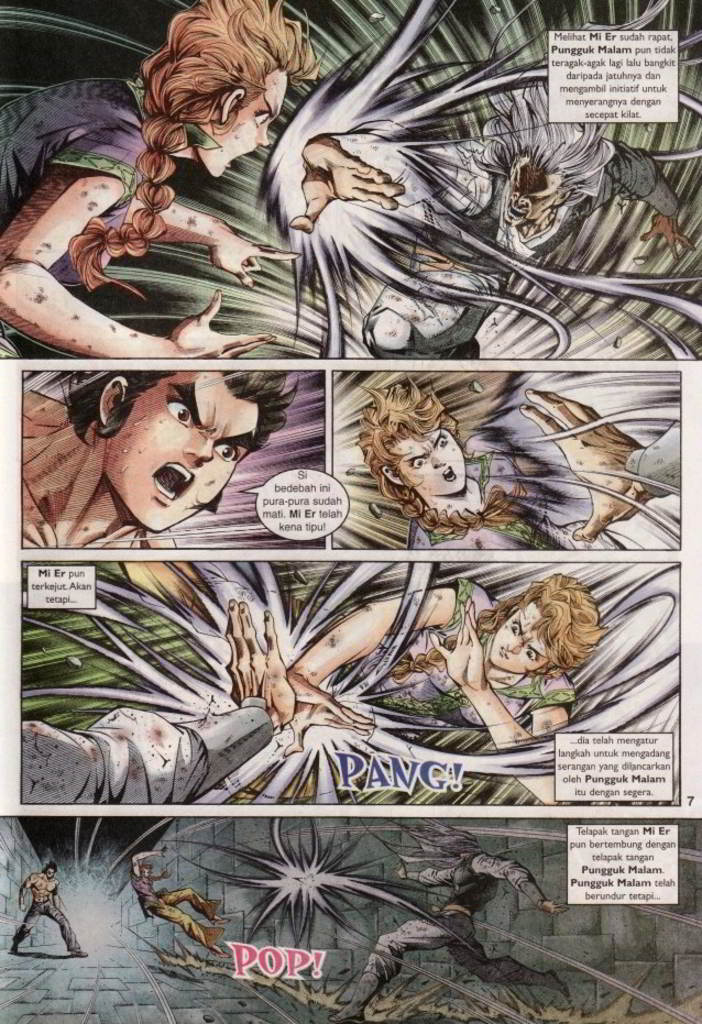 Melihat Mi Er sudah rapat,
Pungguk Malam pun tidak
teragak-agak lagi lalu bangkit
daripada jatuhnya dan
mengambil initiatif untuk
menyerangnya dengan
secepat kilat.
Si
bedebah ini
pura-pura sudah
mati. Mi Er telah
kena tipu!
Mi Er pun
terkejut. Akan
tetapi...
PANG!
...dia telah mengatur
langkah untuk mengadang
serangan yang dilancarkan
oleh Pungguk Malam
itu dengan segera.
7
Telapak tangan Mi Er
pun bertembung dengan
telapak tangan
Pungguk Malam.
Pungguk Malam telah
berundur tetapi...
POP!